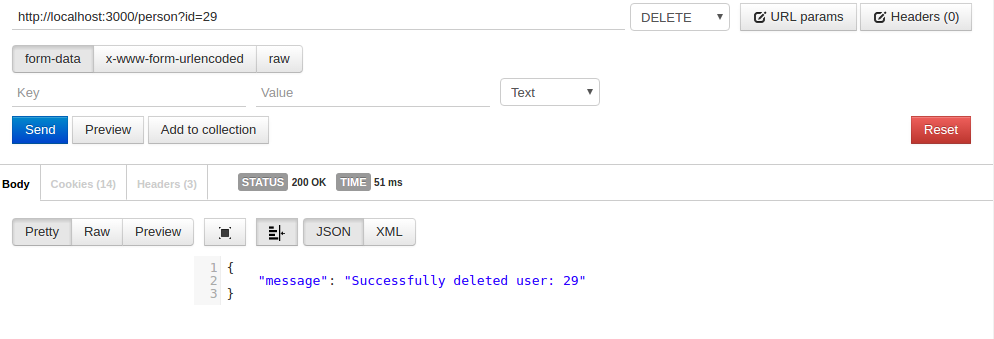 http://localhost:3000/person?id=29 DELETE URL params Headers (0)
form-data x-www-form-urlencoded raw
Key Value Text
Send Preview Add to collection Reset
Body Cookies (14) Headers (3) STATUS 200 OK TIME 51 ms
Pretty Raw Preview JSON XML
1 {
2 "message": "Successfully deleted user: 29"
3 }